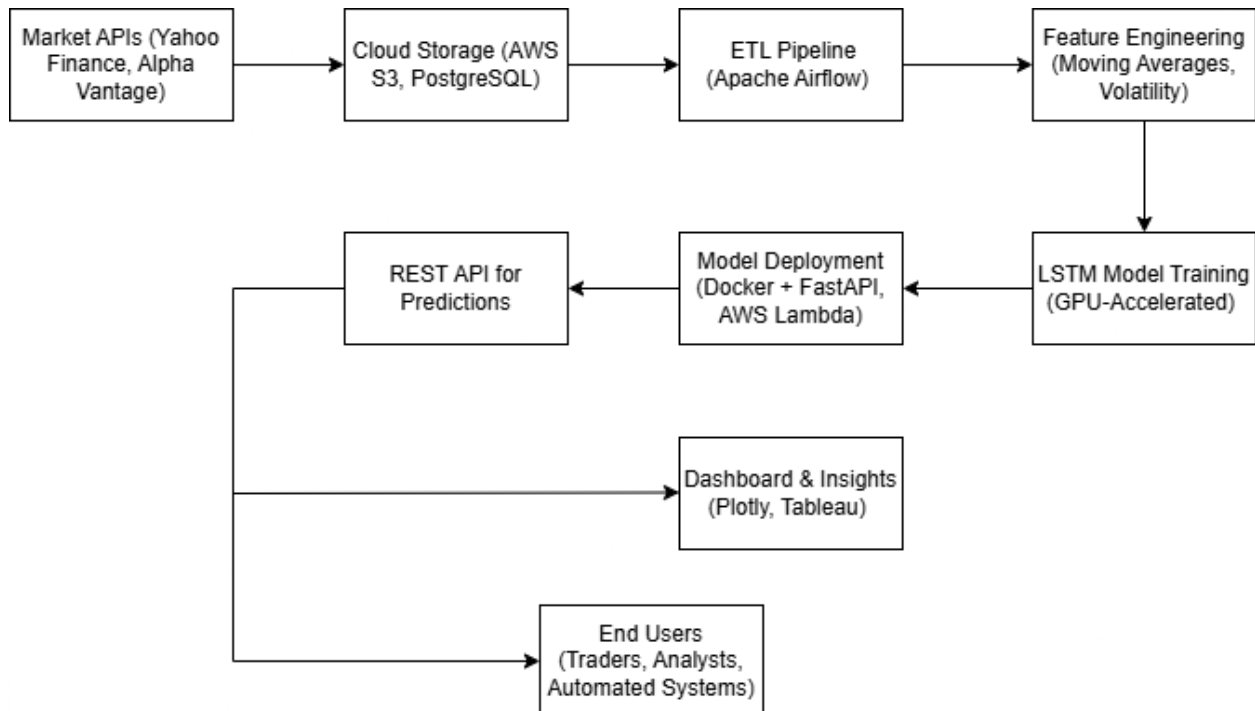 Market APIs (Yahoo
Finance, Alpha
Vantage)
Cloud Storage (AWS
S3, PostgreSQL)
ETL Pipeline
(Apache Airflow)
Feature Engineering
(Moving Averages,
Volatility)
REST API for
Predictions
Model Deployment
(Docker + FastAPI,
AWS Lambda)
LSTM Model Training
(GPU-Accelerated)
Dashboard & Insights
(Plotly, Tableau)
End Users
(Traders, Analysts,
Automated Systems)